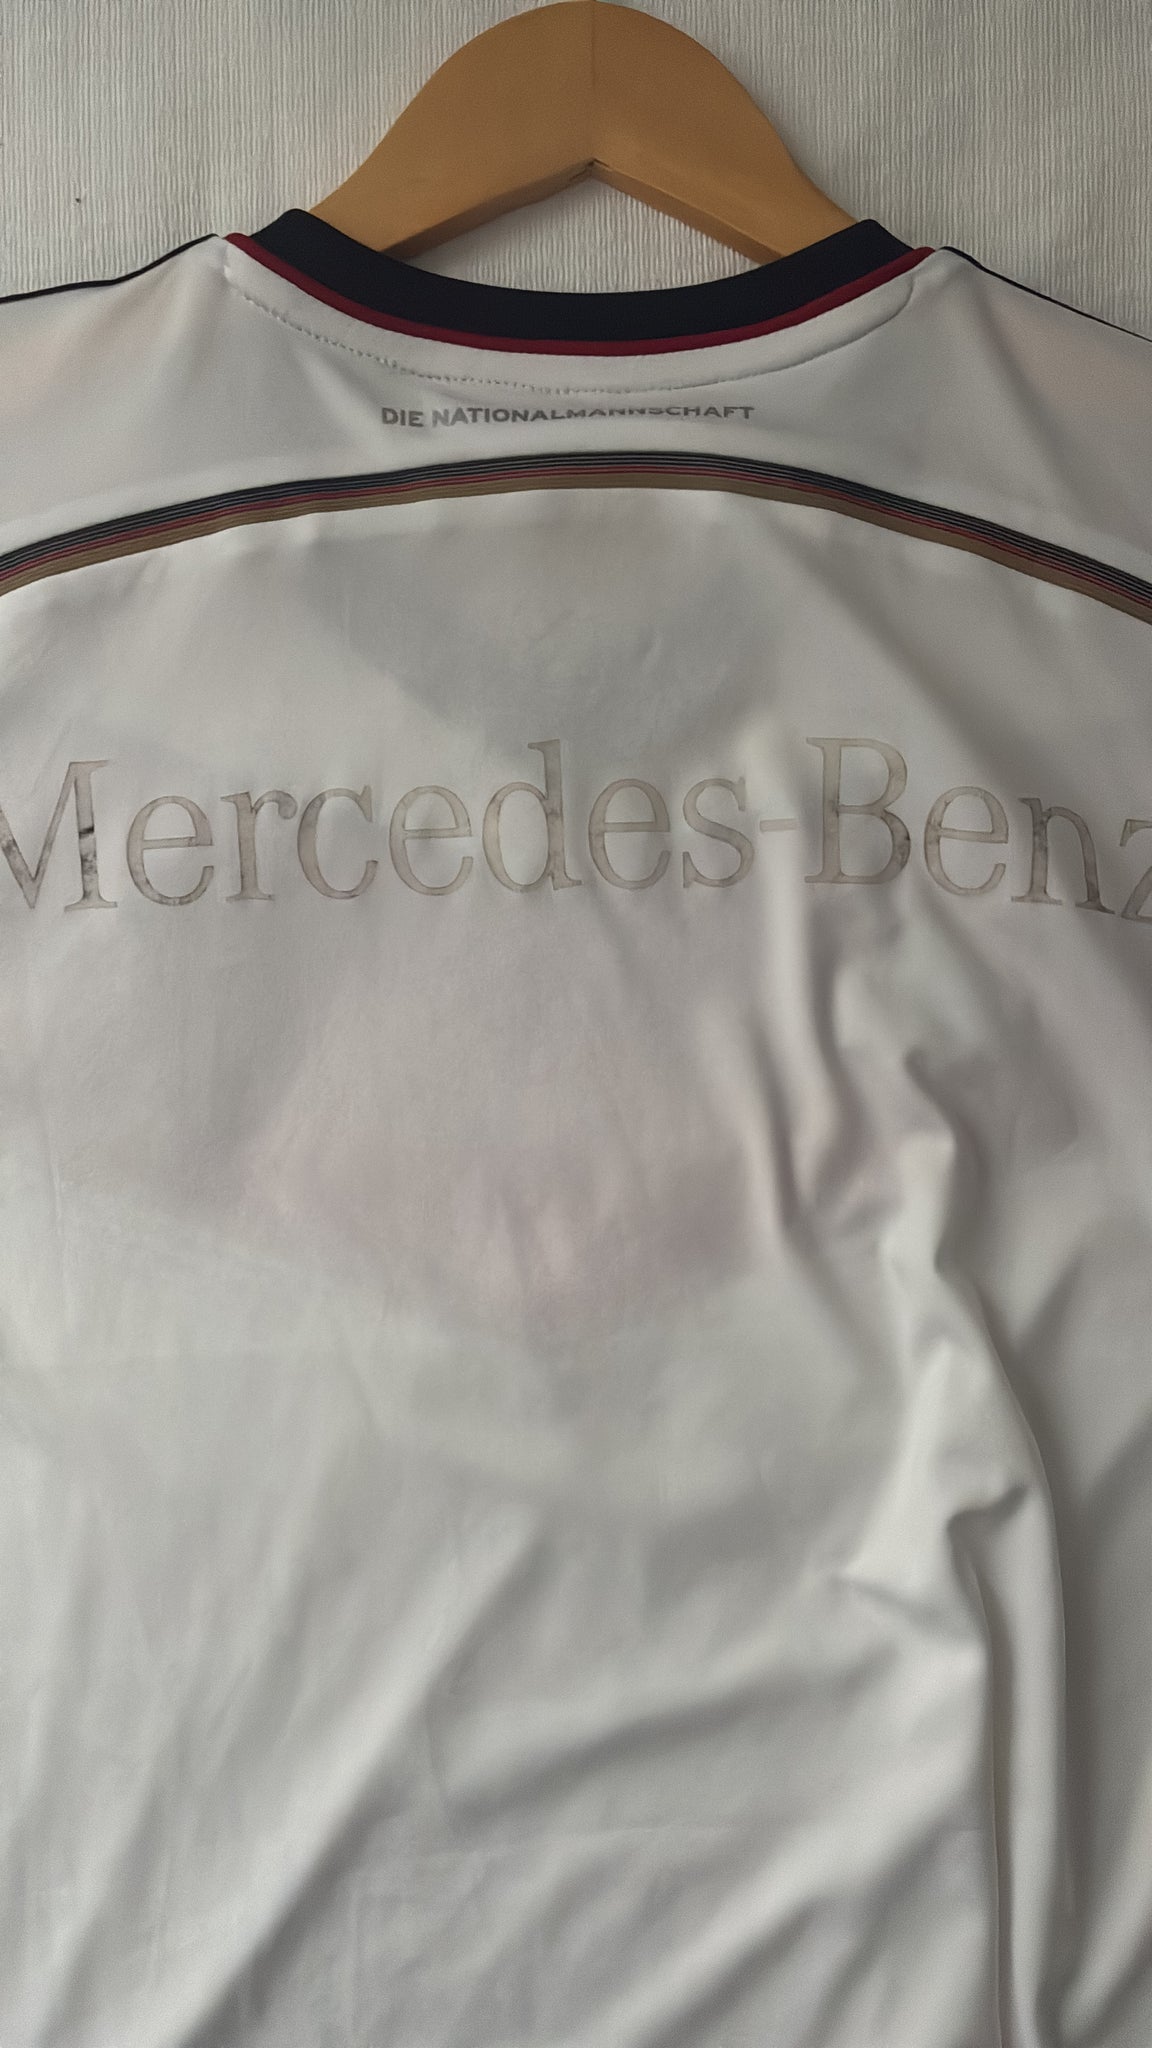 DIE NATIONALMANNSCHAFT
Mercedes-Benz